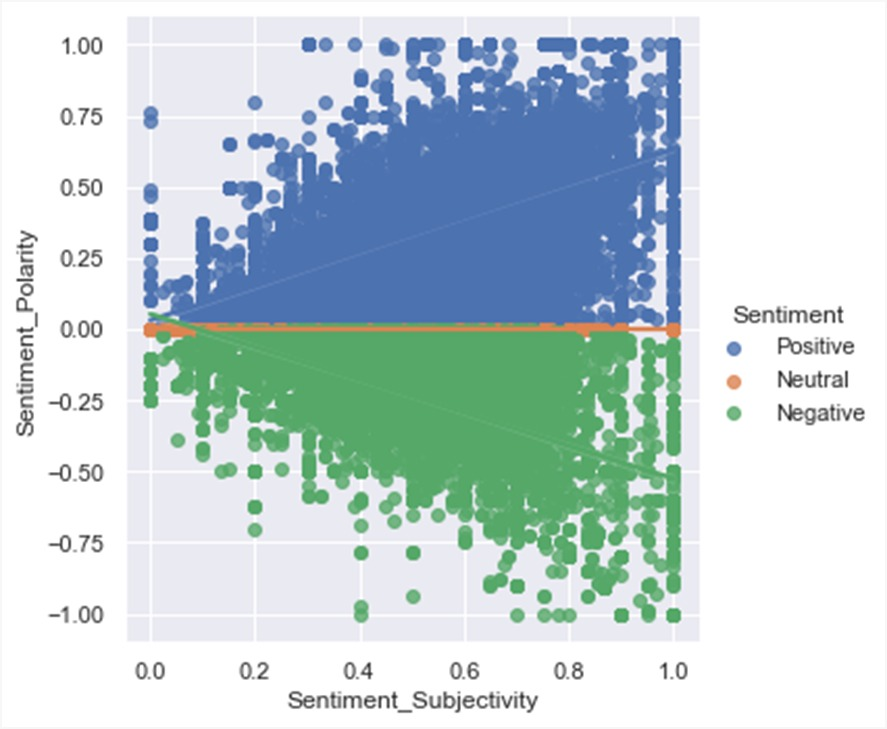 1.00
0.75
0.50
0.25
0.00
−0.25
−0.50
−0.75
−1.00
Sentiment_Polarity
0.0 0.2 0.4 0.6 0.8 1.0
Sentiment_Subjectivity
Sentiment
Positive
Neutral
Negative